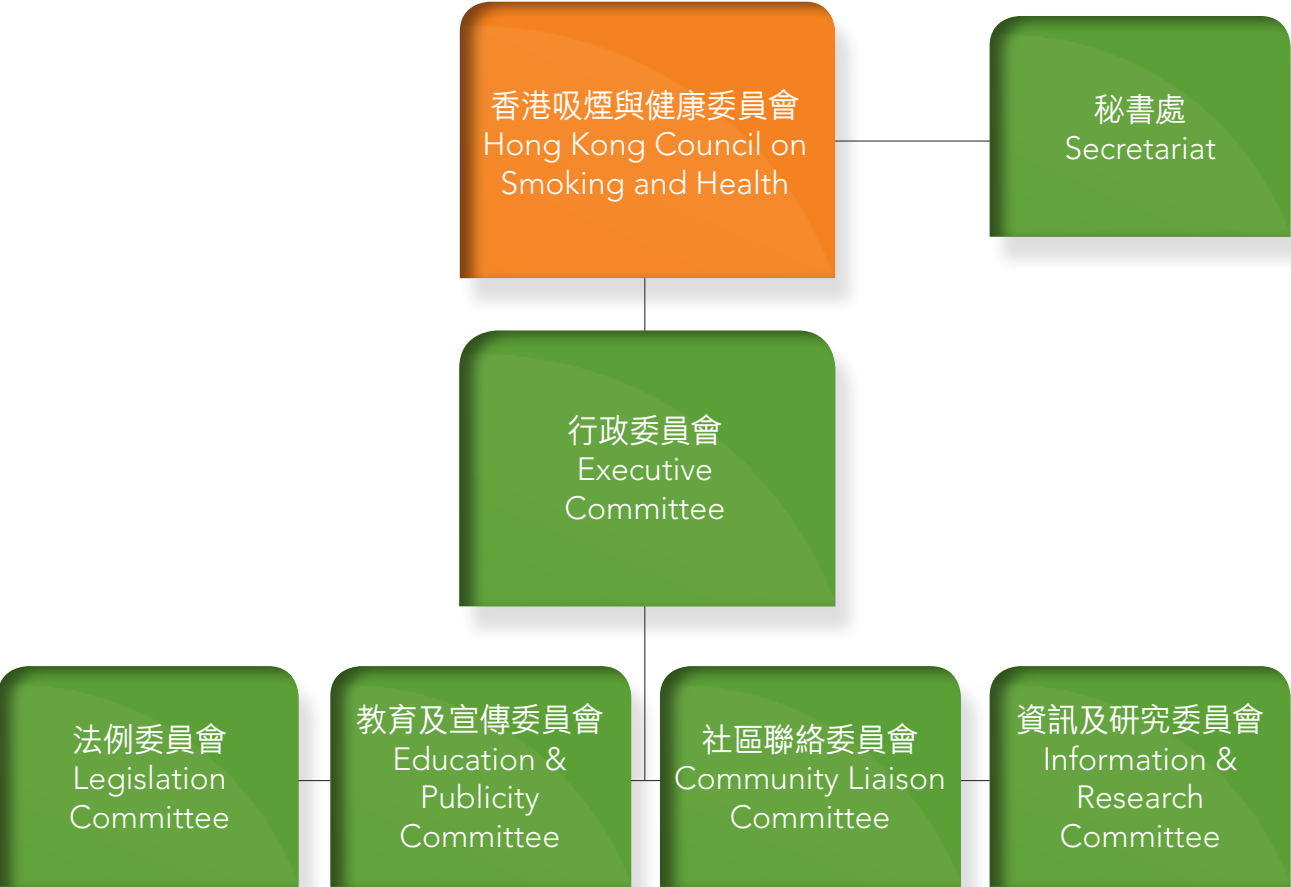 香港吸煙與健康委員會
Hong Kong Council on
Smoking and Health
秘書處
Secretariat
行政委員會
Executive
Committee
法例委員會
Legislation
Committee
教育及宣傳委員會
Education &
Publicity
Committee
社區聯絡委員會
Community Liaison
Committee
資訊及研究委員會
Information &
Research
Committee